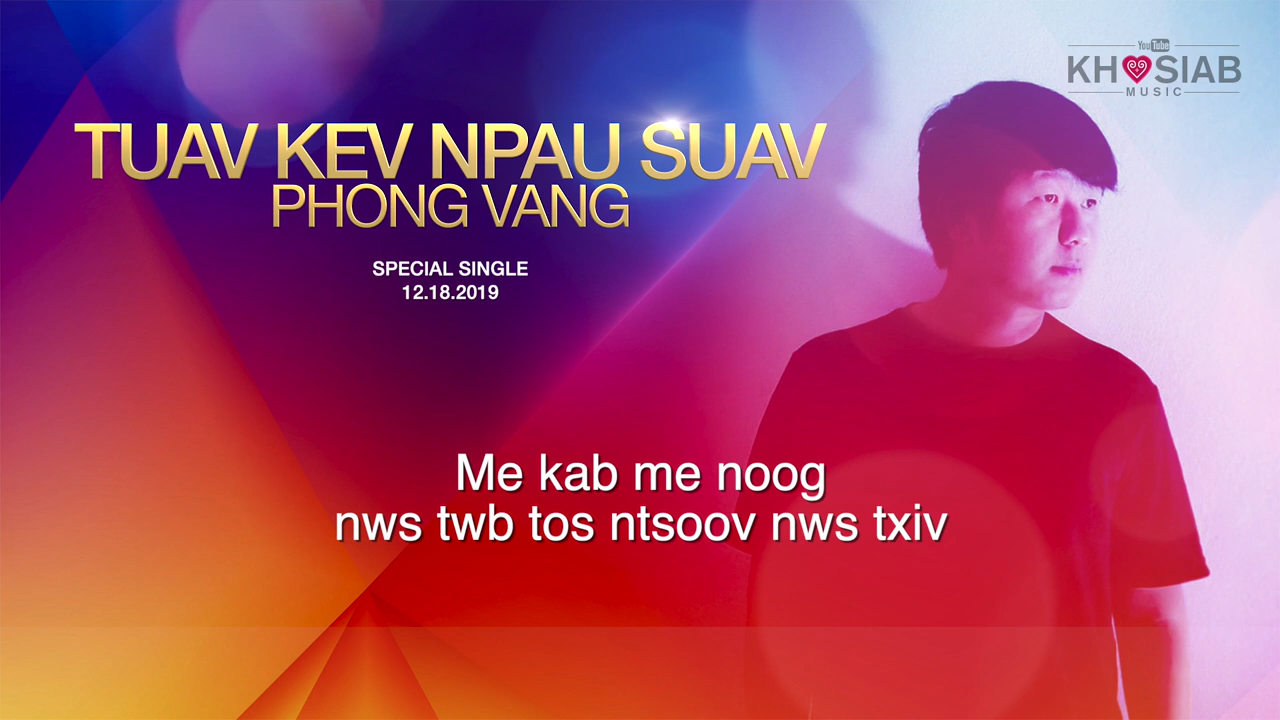 YouTube
KHOSIAB
MUSIC
TUAV KEV NPAU SUAV
PHONG VANG
SPECIAL SINGLE
12.18.2019
Me kab me noog
nws twb tos ntsoov nws txiv